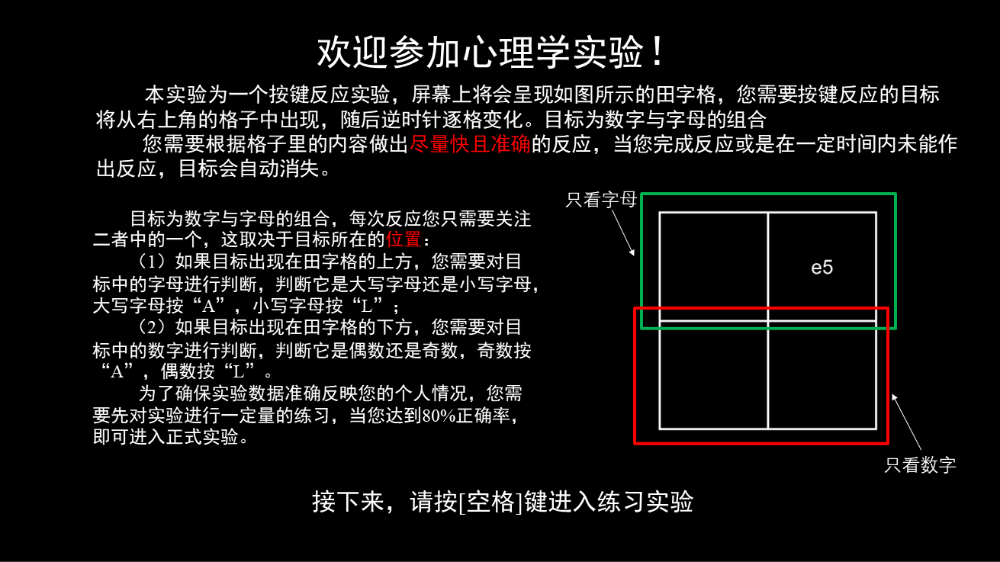 欢迎参加心理学实验！
本实验为一个按键反应实验，屏幕上将会呈现如图所示的田字格，您需要按键反应的目标
将从右上角的格子中出现，随后逆时针逐格变化。目标为数字与字母的组合
您需要根据格子里的内容做出尽量快且准确的反应，当您完成反应或是在一定时间内未能作
出反应，目标会自动消失。
只看字母
目标为数字与字母的组合，每次反应您只需要关注
二者中的一个，这取决于目标所在的位置：
（1）如果目标出现在田字格的上方，您需要对目
标中的字母进行判断，判断它是大写字母还是小写字母，
大写字母按“A”，小写字母按“L”；
（2）如果目标出现在田字格的下方，您需要对目
标中的数字进行判断，判断它是偶数还是奇数，奇数按
“A”，偶数按“L”。
为了确保实验数据准确反映您的个人情况，您需
要先对实验进行一定量的练习，当您达到80%正确率，
即可进入正式实验。
e5
只看数字
接下来，请按[空格]键进入练习实验